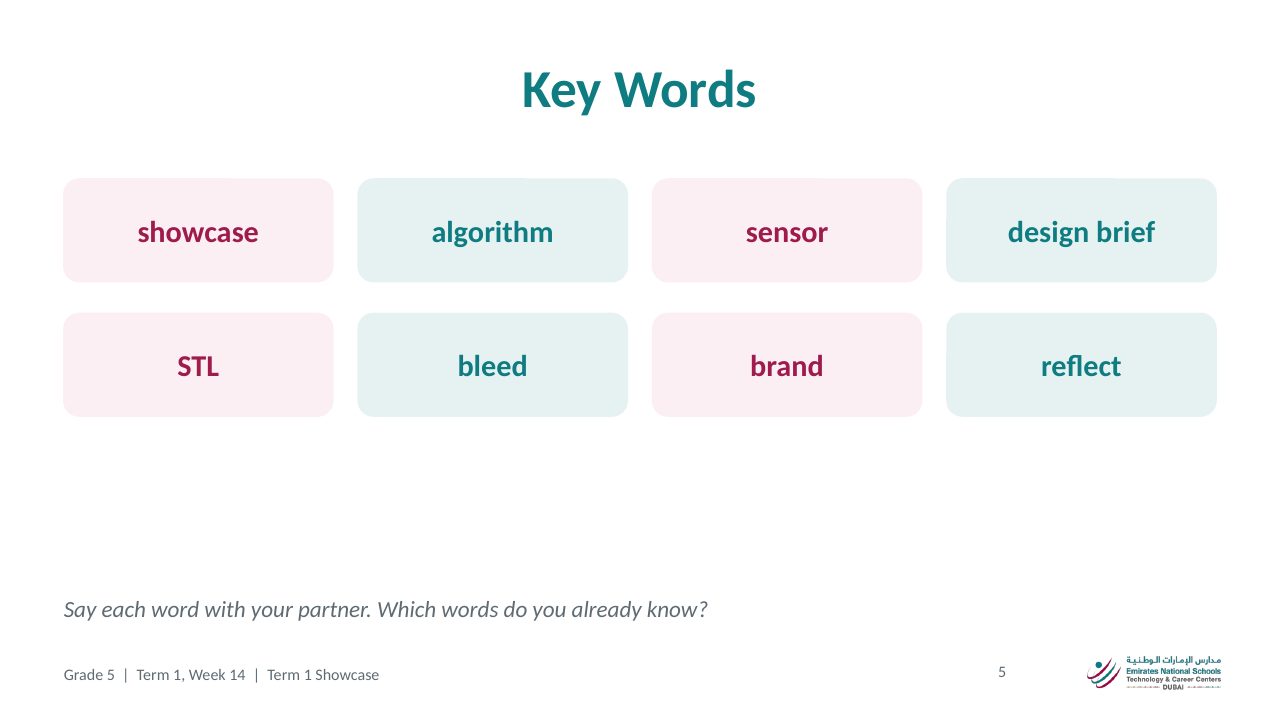 Key Words
showcase
algorithm
sensor
design brief
STL
bleed
brand
reflect
Say each word with your partner. Which words do you already know?
Grade 5 | Term 1, Week 14 | Term 1 Showcase
5
مدارس الإمارات الوطنية
Emirates National Schools
Technology & Career Centers
DUBAI